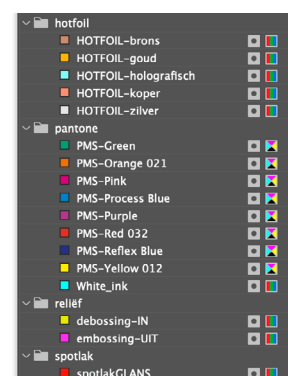 hotfoil
HOTFOIL-brons
HOTFOIL-goud
HOTFOIL-holografisch
HOTFOIL-koper
HOTFOIL-zilver
pantone
PMS-Green
PMS-Orange 021
PMS-Pink
PMS-Process Blue
PMS-Purple
PMS-Red 032
PMS-Reflex Blue
PMS-Yellow 012
White_ink
reliëf
debossing-IN
embossing-UIT
spotlak
spotlakGLANS